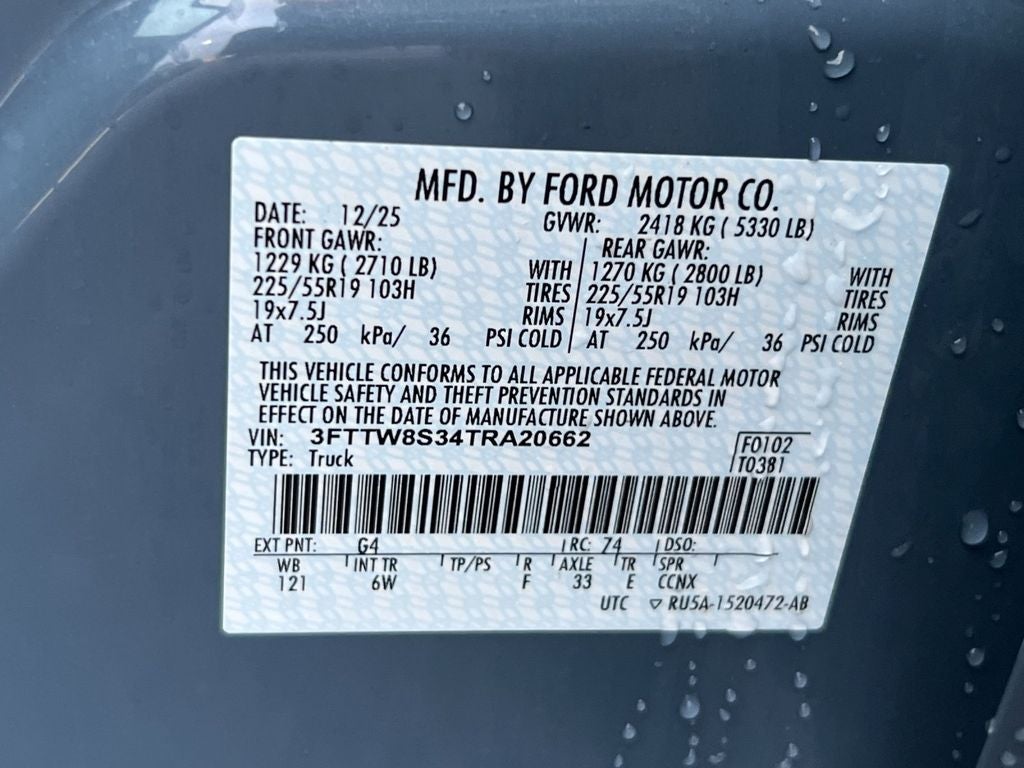 MFD. BY FORD MOTOR CO.
DATE: 12/25 GVWR: 2418 KG ( 5330 LB)
FRONT GAWR: REAR GAWR:
1229 KG ( 2710 LB) WITH 1270 KG ( 2800 LB) WITH
225/55R19 103H TIRES 225/55R19 103H TIRES
19x7.5J RIMS 19x7.5J RIMS
AT 250 kPa/ 36 PSI COLD AT 250 kPa/ 36 PSI COLD
THIS VEHICLE CONFORMS TO ALL APPLICABLE FEDERAL MOTOR
VEHICLE SAFETY AND THEFT PREVENTION STANDARDS IN
EFFECT ON THE DATE OF MANUFACTURE SHOWN ABOVE.
VIN: 3FTTW8S34TRA20662 F0102
TYPE: Truck T0381
EXT PNT: G4 RC: 74 DSO:
WB INT TR TP/PS R AXLE TR SPR
121 6W F 33 E CCNX
UTC ▽ RU5A-1520472-AB